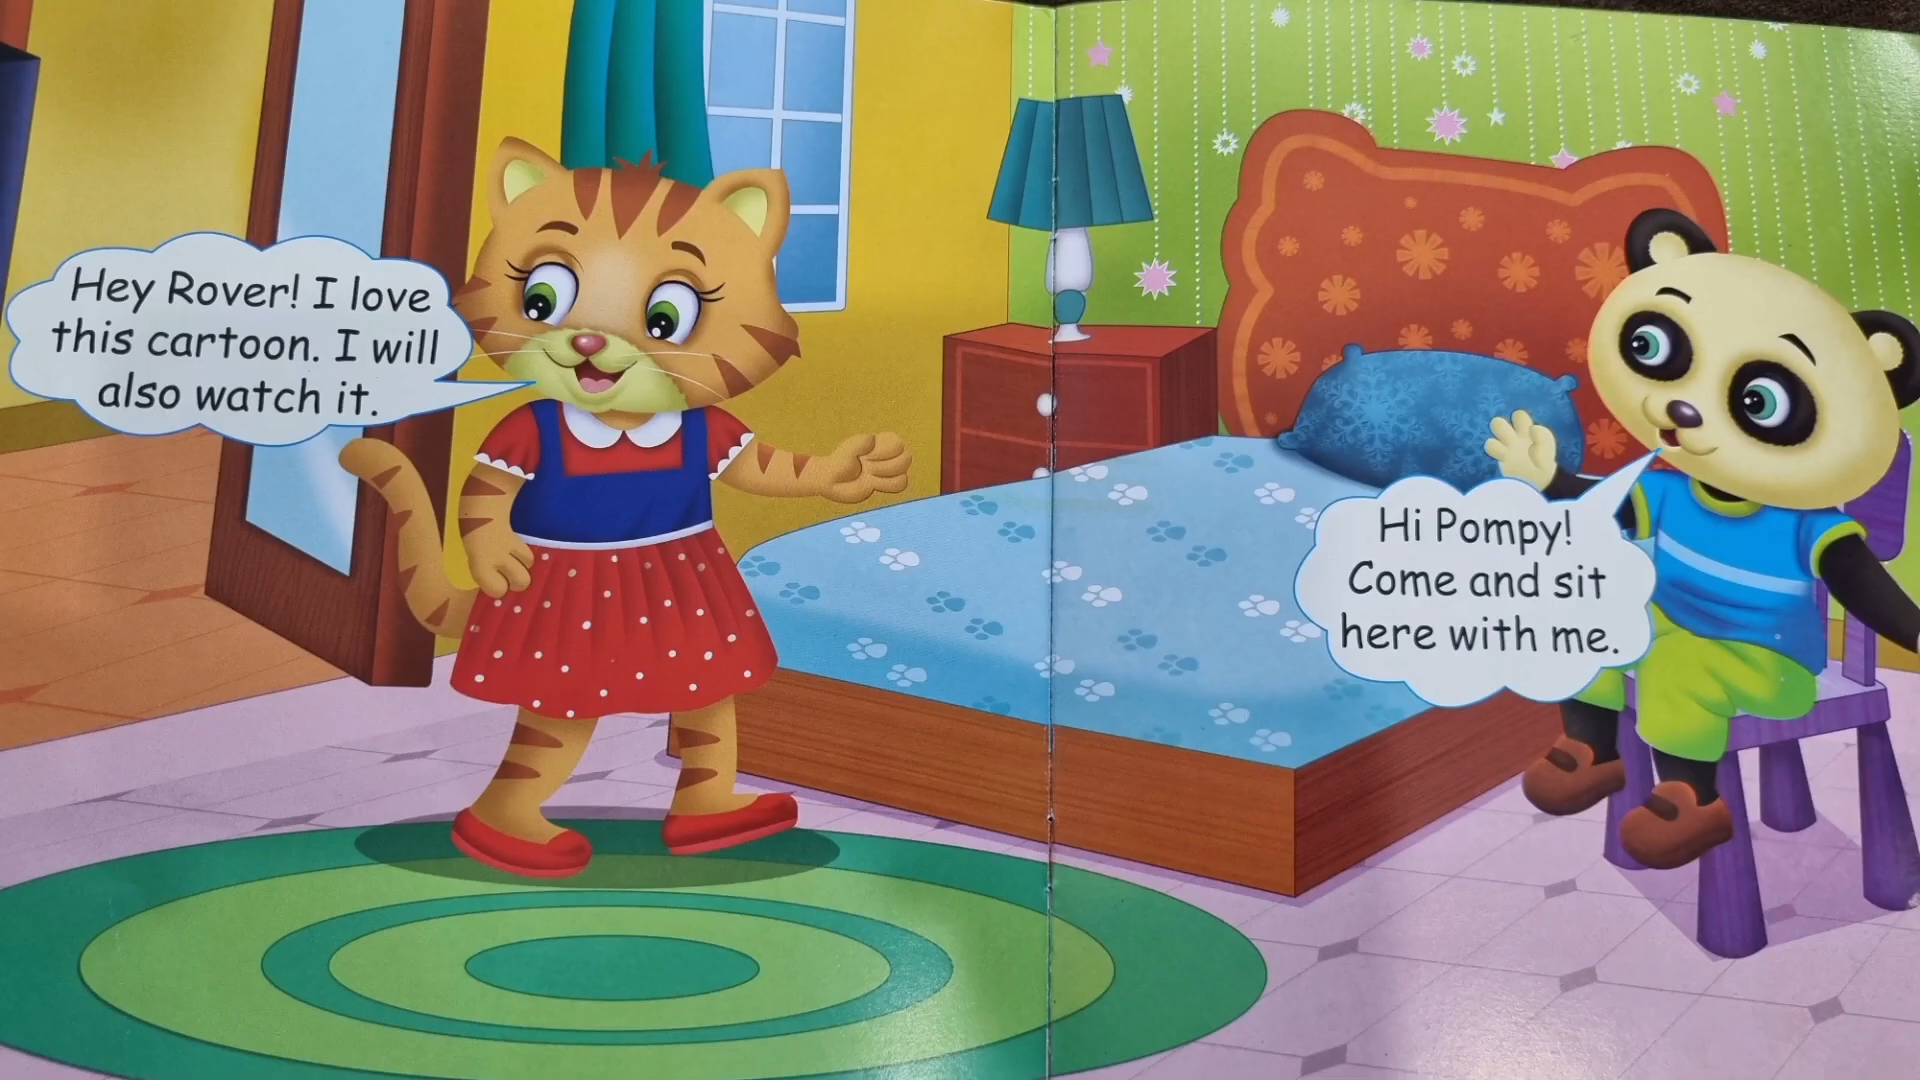 Hey Rover! I love
this cartoon. I will
also watch it.
Hi Pompy!
Come and sit
here with me.